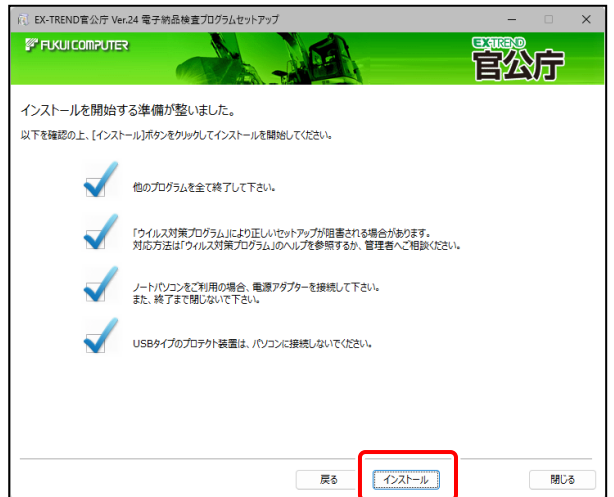 EX-TREND官公庁 Ver.24 電子納品検査プログラムセットアップ
FUKUI COMPUTER
EX-TREND
官公庁
インストールを開始する準備が整いました。
以下を確認の上、[インストール]ボタンをクリックしてインストールを開始してください。
他のプログラムを全て終了して下さい。
「ウイルス対策プログラム」により正しいセットアップが阻害される場合があります。
対応方法は「ウィルス対策プログラム」のヘルプを参照するか、管理者へご相談ください。
ノートパソコンをご利用の場合、電源アダプターを接続して下さい。
また、終了まで閉じないで下さい。
USBタイプのプロテクト装置は、パソコンに接続しないでください。
戻る
インストール
閉じる